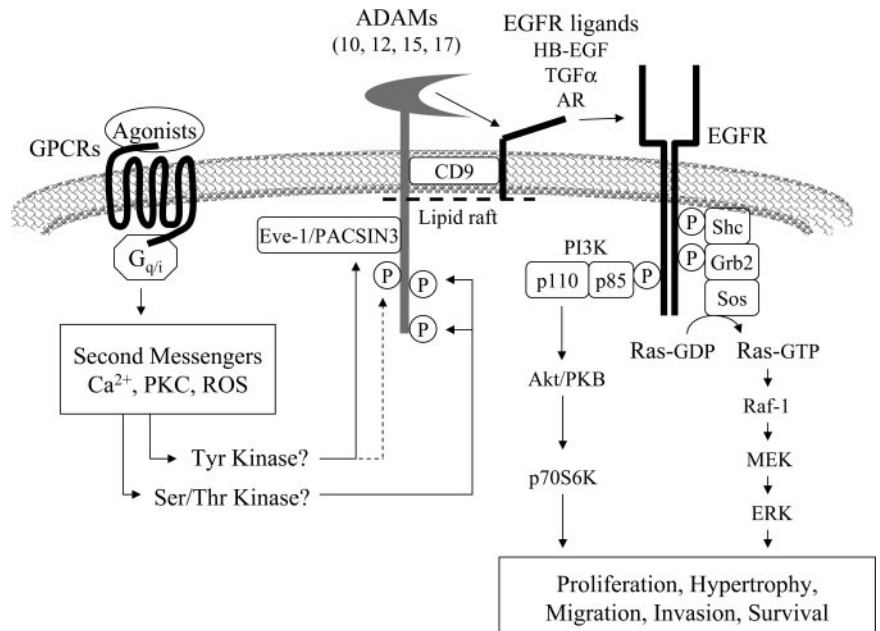 ADAMs
(10, 12, 15, 17)
EGFR ligands
HB-EGF
TGFα
AR
Agonists
GPCRs
EGFR
CD9
Lipid raft
Eve-1/PACSIN3
G q/i
P
P
P
PI3K
p110
p85
P
P
P
Shc
Grb2
Sos
Second Messengers
Ca²⁺, PKC, ROS
Ras-GDP
Ras-GTP
Akt/PKB
Raf-1
Tyr Kinase?
MEK
p70S6K
Ser/Thr Kinase?
ERK
Proliferation, Hypertrophy,
Migration, Invasion, Survival